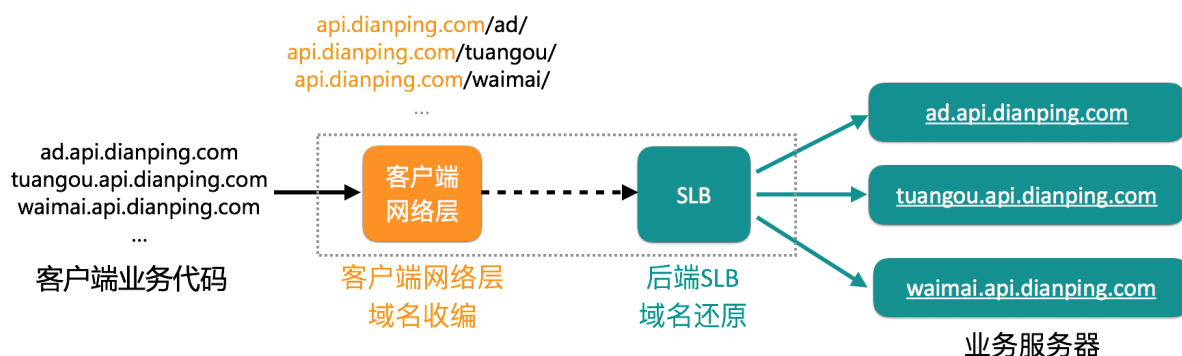 api.dianping.com/ad/
api.dianping.com/tuangou/
api.dianping.com/waimai/
...
ad.api.dianping.com
tuangou.api.dianping.com
waimai.api.dianping.com
...
客户端业务代码
客户端
网络层
客户端网络层
域名收编
SLB
后端SLB
域名还原
ad.api.dianping.com
tuangou.api.dianping.com
waimai.api.dianping.com
业务服务器